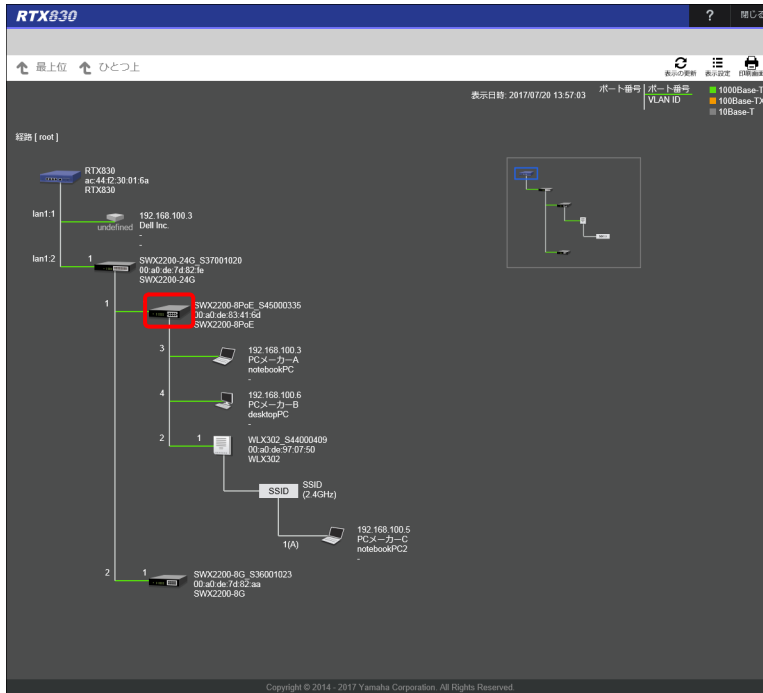 RTX830
? 閉じる
最上位 ひとつ上
表示の更新 表示設定 印刷画面
表示日時: 2017/07/20 13:57:03
ポート番号 ポート番号
VLAN ID
1000Base-T
100Base-TX
10Base-T
経路 [ root ]
RTX830
ac:44:f2:30:01:6a
RTX830
lan1:1
undefined
192.168.100.3
Dell Inc.
-
-
lan1:2
1
SWX2200-24G_S37001020
00:a0:de:7d:82:fe
SWX2200-24G
1
SWX2200-8PoE_S45000335
00:a0:de:83:41:6d
SWX2200-8PoE
3
192.168.100.3
PCメーカーA
notebookPC
-
4
192.168.100.6
PCメーカーB
desktopPC
-
2
1
WLX302_S44000409
00:a0:de:97:07:50
WLX302
SSID
SSID
(2.4GHz)
1(A)
192.168.100.5
PCメーカーC
notebookPC2
-
2
1
SWX2200-8G_S36001023
00:a0:de:7d:82:aa
SWX2200-8G
Copyright © 2014 - 2017 Yamaha Corporation. All Rights Reserved.